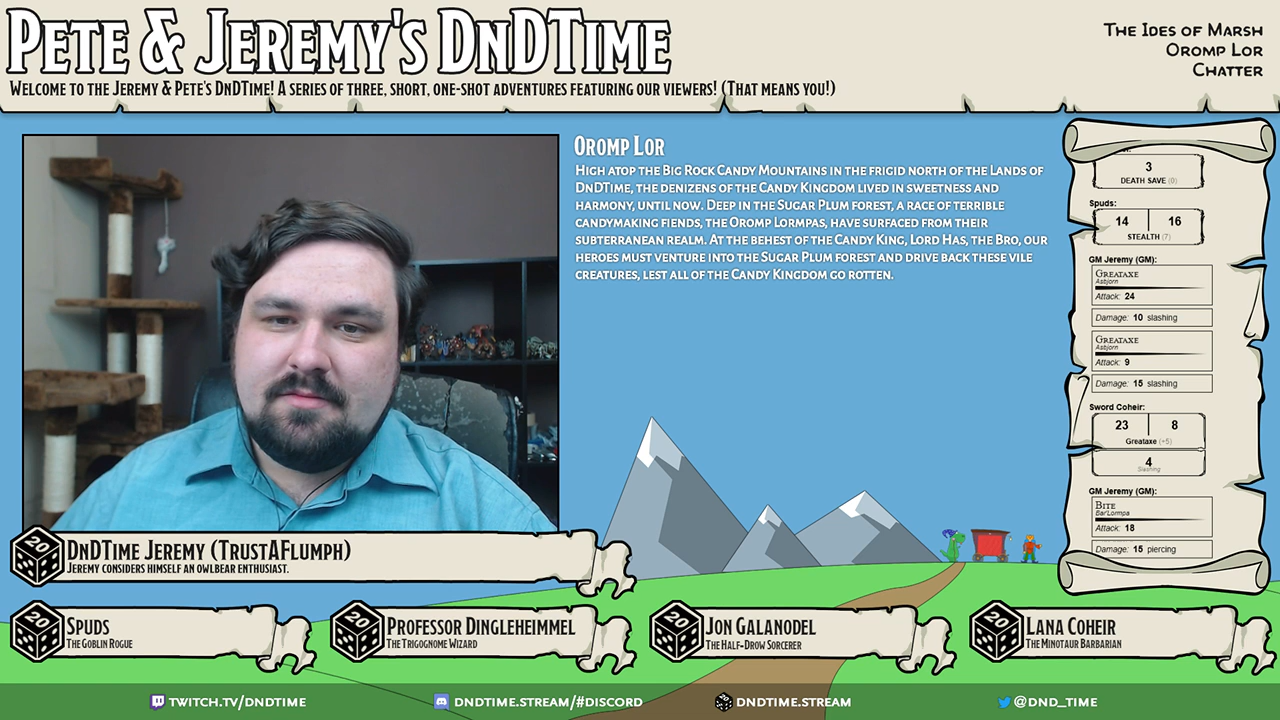 Pete & Jeremy's DnDTime
Welcome to the Jeremy & Pete's DnDTime! A series of three, short, one-shot adventures featuring our viewers! (That means you!)
The Ides of Marsh
Oromp Lor
Chatter
Oromp Lor
High atop the Big Rock Candy Mountains in the frigid north of the Lands of
DnDTime, the denizens of the Candy Kingdom lived in sweetness and
harmony, until now. Deep in the Sugar Plum Forest, a race of terrible
candymaking fiends, the Oromp Lormpas, have surfaced from their
subterranean realm. At the behest of the Candy King, Lord Has, the Bro, our
heroes must venture into the Sugar Plum Forest and drive back these vile
creatures, lest all of the Candy Kingdom go rotten.
3
DEATH SAVE (0)
Spuds:
14 16
STEALTH (7)
GM Jeremy (GM):
Greataxe
Asbjorn
Attack: 24
Damage: 10 slashing
Greataxe
Asbjorn
Attack: 9
Damage: 15 slashing
Sword Coheir:
23 8
Greataxe (+5)
4
Slashing
GM Jeremy (GM):
Bite
Bar'Lormpa
Attack: 18
Damage: 15 piercing
20
DnDTime Jeremy (TrustAFlumph)
Jeremy considers himself an owlbear enthusiast.
20
Spuds
The Goblin Rogue
20
Professor Dingleheimmel
The Trigognome Wizard
20
Jon Galanodel
The Half-Drow Sorcerer
20
Lana Coheir
The Minotaur Barbarian
twitch.tv/dndtime
dndtime.stream/#discord
dndtime.stream
@dnd_time